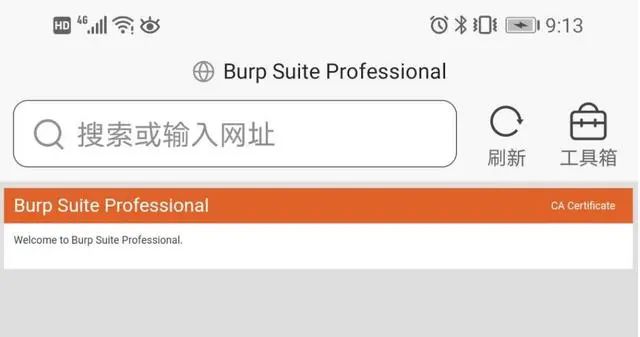 HD 4G 9:13
Burp Suite Professional
搜索或输入网址 刷新 工具箱
Burp Suite Professional CA Certificate
Welcome to Burp Suite Professional.